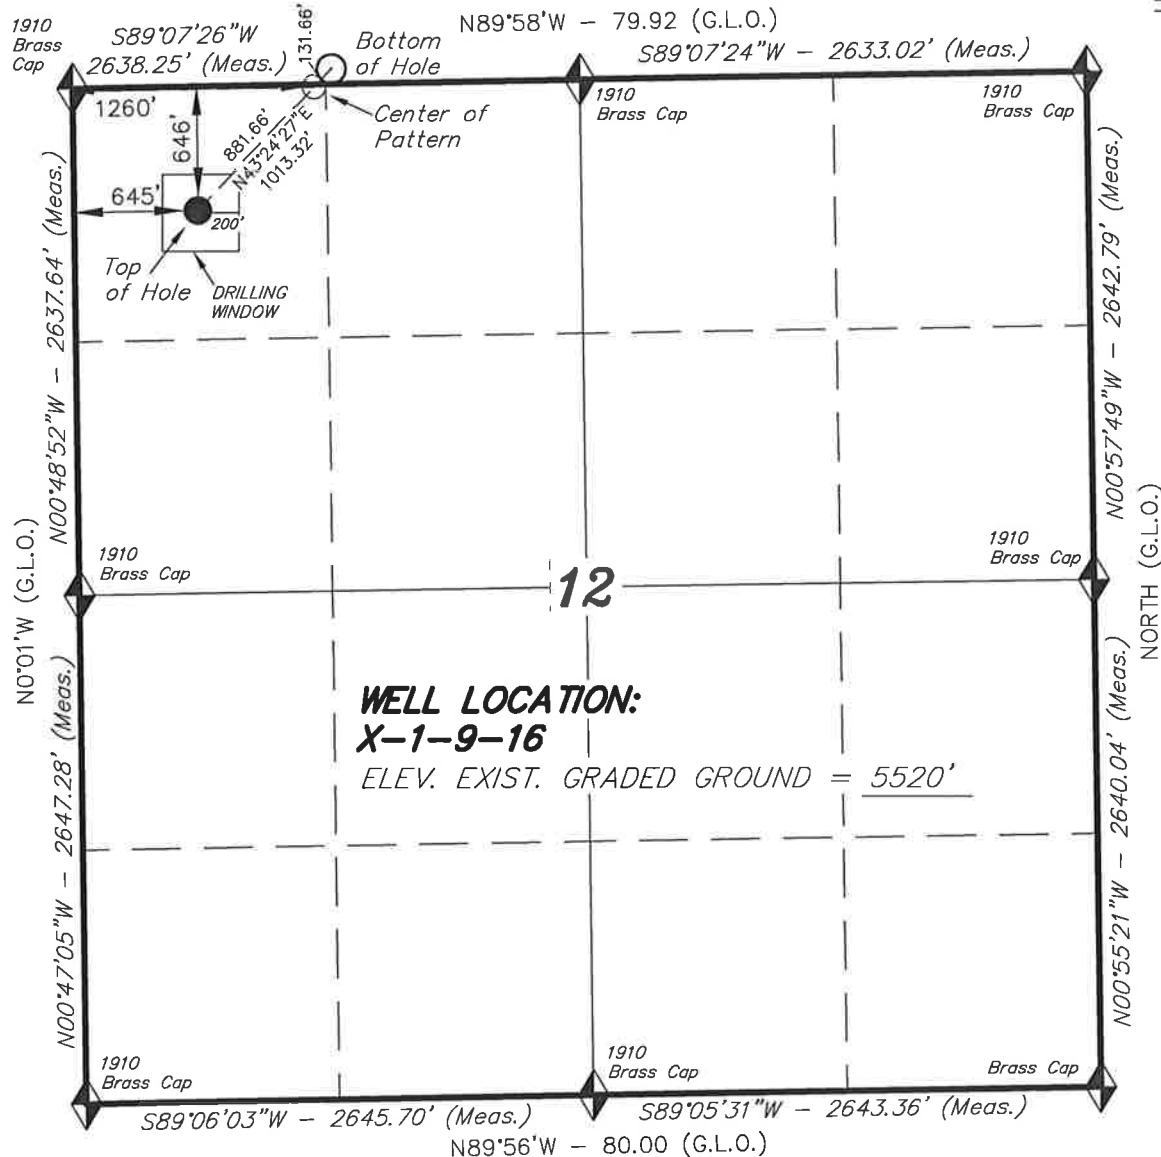 N89°58'W – 79.92 (G.L.O.)
1910
Brass
Cap
S89°07'26"W
2638.25' (Meas.)
131.66'
Bottom
of Hole
S89°07'24"W – 2633.02' (Meas.)
1260'
646'
645'
881.66'
N43°24'27"E
1013.32'
Center of
Pattern
1910
Brass Cap
1910
Brass Cap
200'
Top
of Hole
DRILLING
WINDOW
N00°48'52"W – 2637.64' (Meas.)
N00°57'49"W – 2642.79' (Meas.)
N0°01'W (G.L.O.)
NORTH (G.L.O.)
1910
Brass Cap
1910
Brass Cap
12
WELL LOCATION:
X–1–9–16
ELEV. EXIST. GRADED GROUND = 5520'
N00°47'05"W – 2647.28' (Meas.)
N00°55'21"W – 2640.04' (Meas.)
1910
Brass Cap
1910
Brass Cap
Brass Cap
S89°06'03"W – 2645.70' (Meas.)
S89°05'31"W – 2643.36' (Meas.)
N89°56'W – 80.00 (G.L.O.)